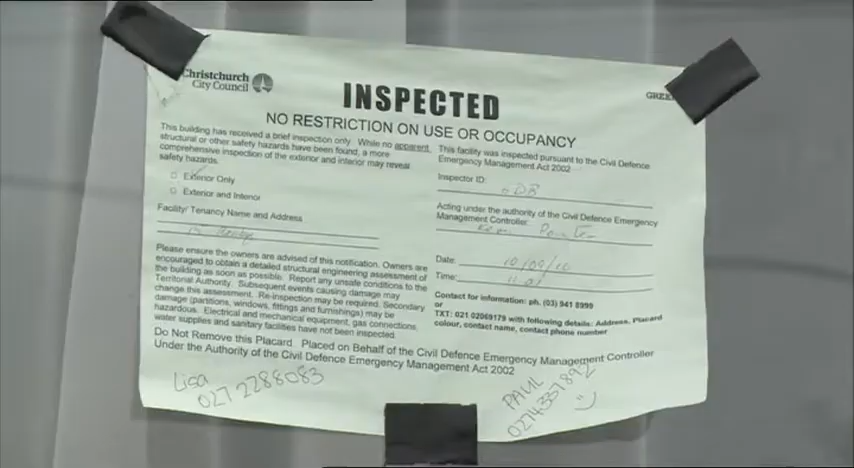 Christchurch
City Council
GREE
INSPECTED
NO RESTRICTION ON USE OR OCCUPANCY
This building has received a brief inspection only. While no apparent
structural or other safety hazards have been found, a more
comprehensive inspection of the exterior and interior may reveal
safety hazards.
Exterior Only
Exterior and Interior
Facility/ Tenancy Name and Address
Please ensure the owners are advised of this notification. Owners are
encouraged to obtain a detailed structural engineering assessment of
the building as soon as possible. Report any unsafe conditions to the
Territorial Authority. Subsequent events causing damage may
change this assessment. Re-inspection may be required. Secondary
damage (partitions, windows, fittings and furnishings) may be
hazardous. Electrical and mechanical equipment, gas connections,
water supplies and sanitary facilities have not been inspected.
This facility was inspected pursuant to the Civil Defence
Emergency Management Act 2002
Inspector ID:
Acting under the authority of the Civil Defence Emergency
Management Controller:
Date: 10/09/10
Time:
Contact for information: ph. (03) 941 8999
or
TXT: 021 02069179 with following details: Address, Placard
colour, contact name, contact phone number
Do Not Remove this Placard. Placed on Behalf of the Civil Defence Emergency Management Controller
Under the Authority of the Civil Defence Emergency Management Act 2002
Lisa
027 2288083
PAUL
0274337892